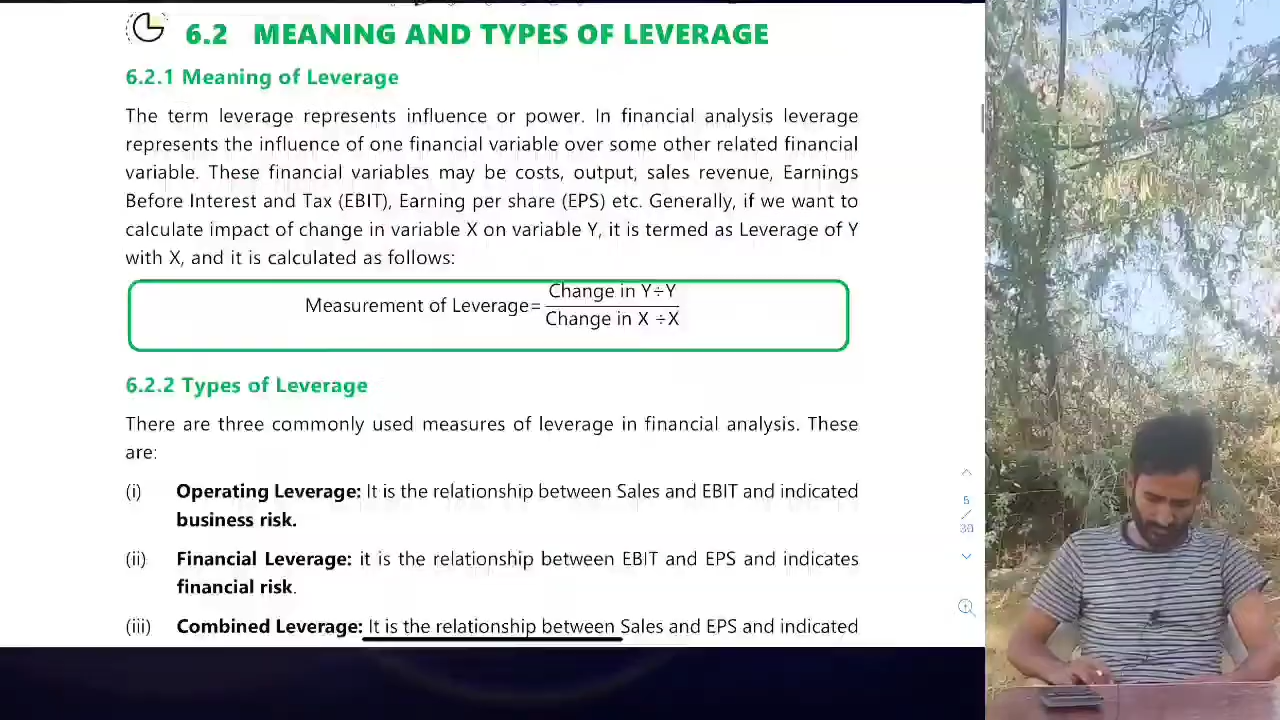 6.2 MEANING AND TYPES OF LEVERAGE
6.2.1 Meaning of Leverage
The term leverage represents influence or power. In financial analysis leverage
represents the influence of one financial variable over some other related financial
variable. These financial variables may be costs, output, sales revenue, Earnings
Before Interest and Tax (EBIT), Earning per share (EPS) etc. Generally, if we want to
calculate impact of change in variable X on variable Y, it is termed as Leverage of Y
with X, and it is calculated as follows:
Change in Y÷Y
Measurement of Leverage=
Change in X ÷X
6.2.2 Types of Leverage
There are three commonly used measures of leverage in financial analysis. These
are:
(i) Operating Leverage: It is the relationship between Sales and EBIT and indicated
business risk.
(ii) Financial Leverage: it is the relationship between EBIT and EPS and indicates
financial risk.
(iii) Combined Leverage: It is the relationship between Sales and EPS and indicated
5
/
30